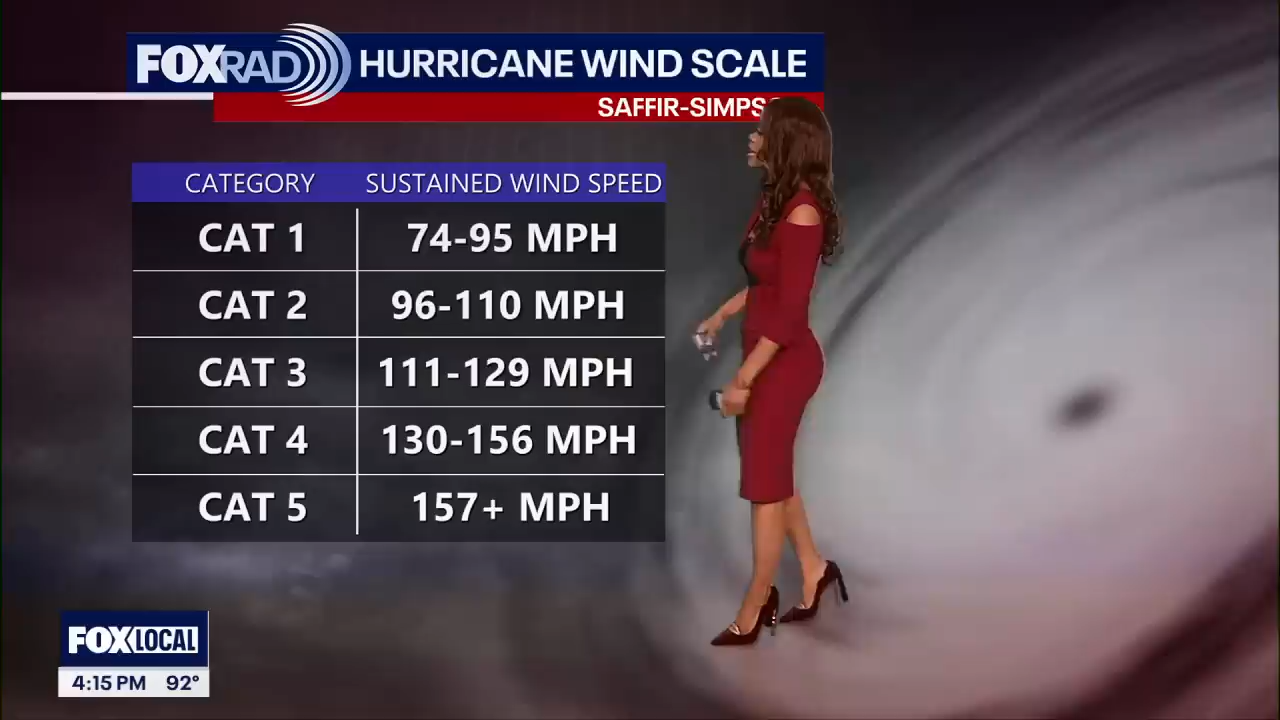 FOXRAD HURRICANE WIND SCALE
CATEGORY SUSTAINED WIND SPEED
CAT 1 74-95 MPH
CAT 2 96-110 MPH
CAT 3 111-129 MPH
CAT 4 130-156 MPH
CAT 5 157+ MPH
FOX LOCAL
4:15 PM 92°